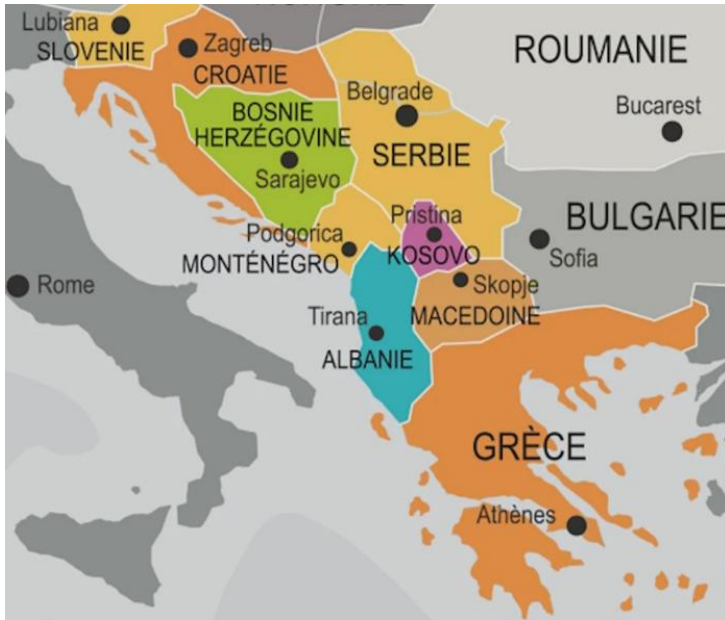 Lubiana
SLOVENIE
Zagreb
CROATIE
ROUMANIE
Belgrade
Bucarest
BOSNIE
HERZÉGOVINE
SERBIE
Sarajevo
Pristina
BULGARIE
Podgorica
KOSOVO
Sofia
MONTÉNÉGRO
Rome
Skopje
MACEDOINE
Tirana
ALBANIE
GRÈCE
Athènes